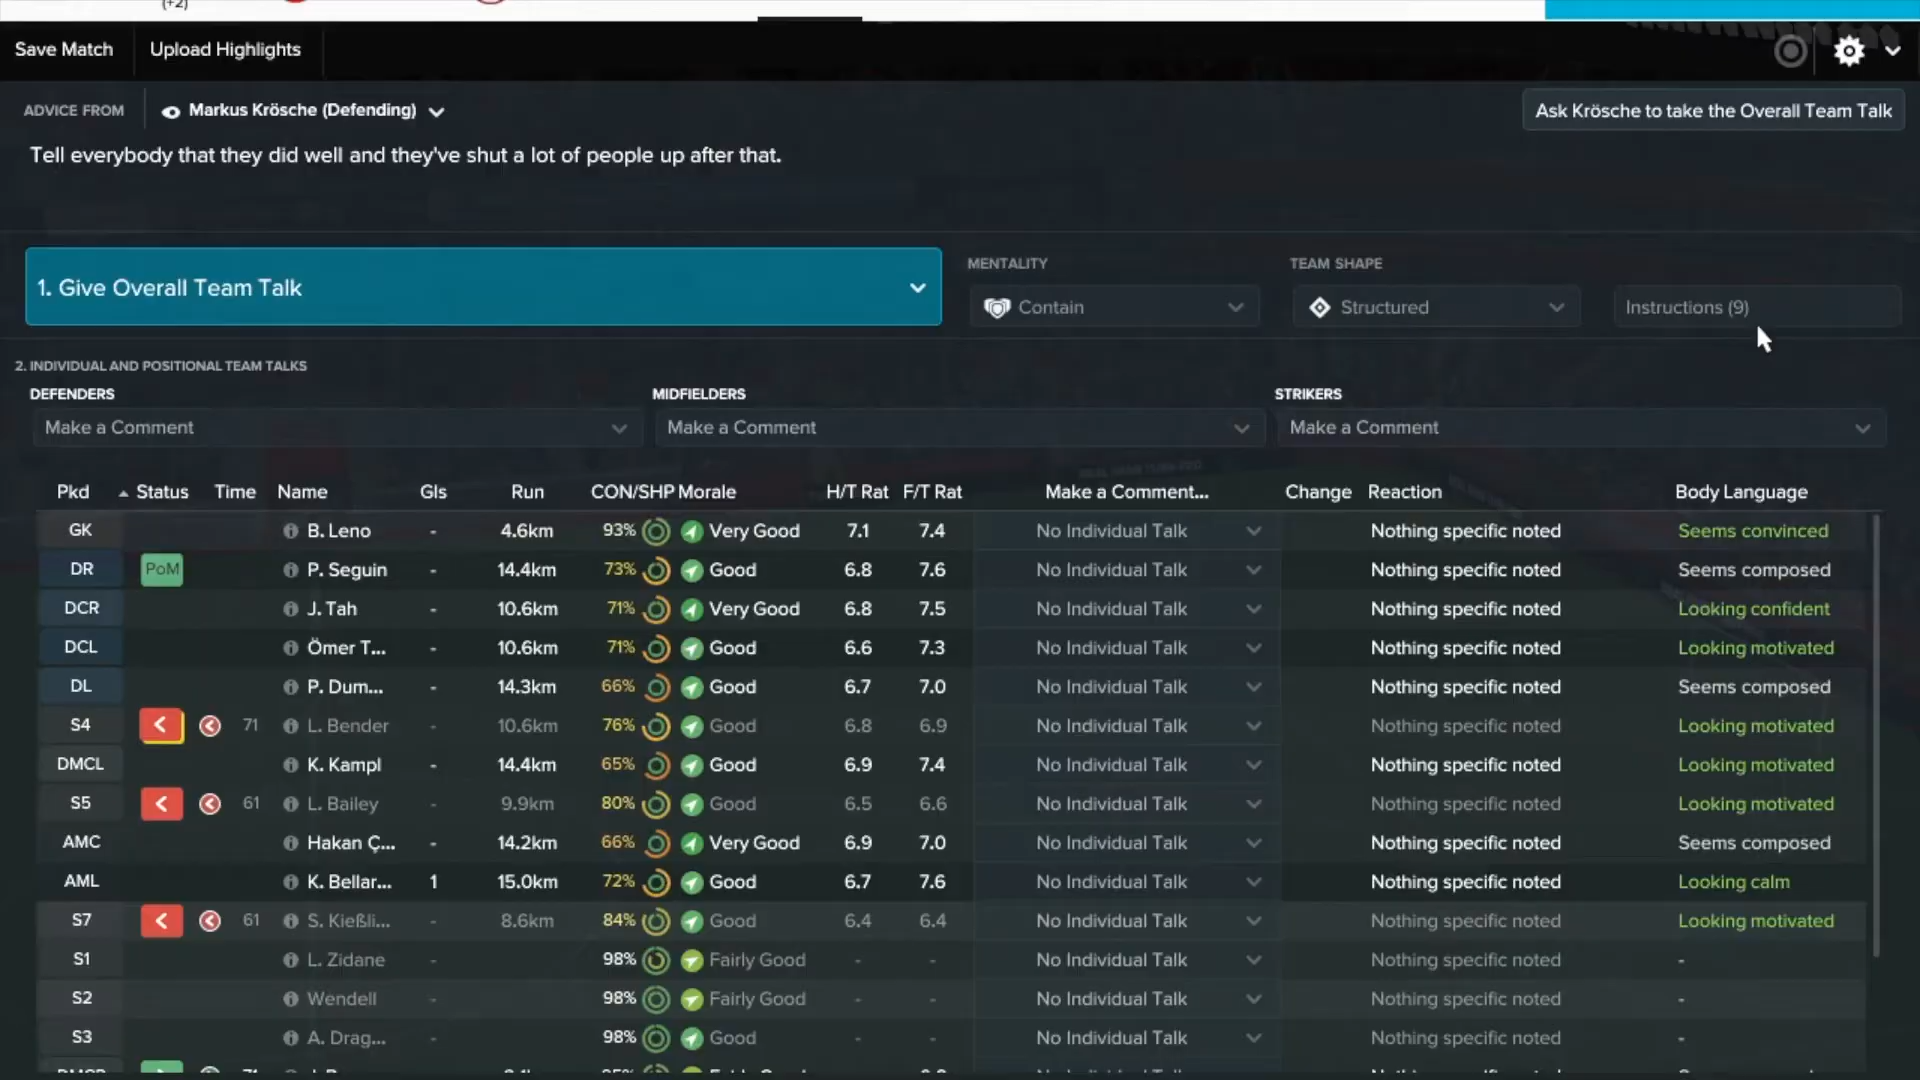 (+2)
Save Match Upload Highlights
ADVICE FROM Markus Krösche (Defending) Ask Krösche to take the Overall Team Talk
Tell everybody that they did well and they've shut a lot of people up after that.
MENTALITY TEAM SHAPE
1. Give Overall Team Talk Contain Structured Instructions (9)
2. INDIVIDUAL AND POSITIONAL TEAM TALKS
DEFENDERS MIDFIELDERS STRIKERS
Make a Comment Make a Comment Make a Comment
Pkd Status Time Name Gls Run CON/SHP Morale H/T Rat F/T Rat Make a Comment... Change Reaction Body Language
GK B. Leno - 4.6km 93% Very Good 7.1 7.4 No Individual Talk Nothing specific noted Seems convinced
DR PoM P. Seguin - 14.4km 73% Good 6.8 7.6 No Individual Talk Nothing specific noted Seems composed
DCR J. Tah - 10.6km 71% Very Good 6.8 7.5 No Individual Talk Nothing specific noted Looking confident
DCL Ömer T... - 10.6km 71% Good 6.6 7.3 No Individual Talk Nothing specific noted Looking motivated
DL P. Dum... - 14.3km 66% Good 6.7 7.0 No Individual Talk Nothing specific noted Seems composed
S4 71 L. Bender - 10.6km 76% Good 6.8 6.9 No Individual Talk Nothing specific noted Looking motivated
DMCL K. Kampl - 14.4km 65% Good 6.9 7.4 No Individual Talk Nothing specific noted Looking motivated
S5 61 L. Bailey - 9.9km 80% Good 6.5 6.6 No Individual Talk Nothing specific noted Looking motivated
AMC Hakan Ç... - 14.2km 66% Very Good 6.9 7.0 No Individual Talk Nothing specific noted Seems composed
AML K. Bellar... 1 15.0km 72% Good 6.7 7.6 No Individual Talk Nothing specific noted Looking calm
S7 61 S. Kießli... - 8.6km 84% Good 6.4 6.4 No Individual Talk Nothing specific noted Looking motivated
S1 L. Zidane - 98% Fairly Good - - No Individual Talk Nothing specific noted -
S2 Wendell - 98% Fairly Good - - No Individual Talk Nothing specific noted -
S3 A. Drag... - 98% Good - - No Individual Talk Nothing specific noted -